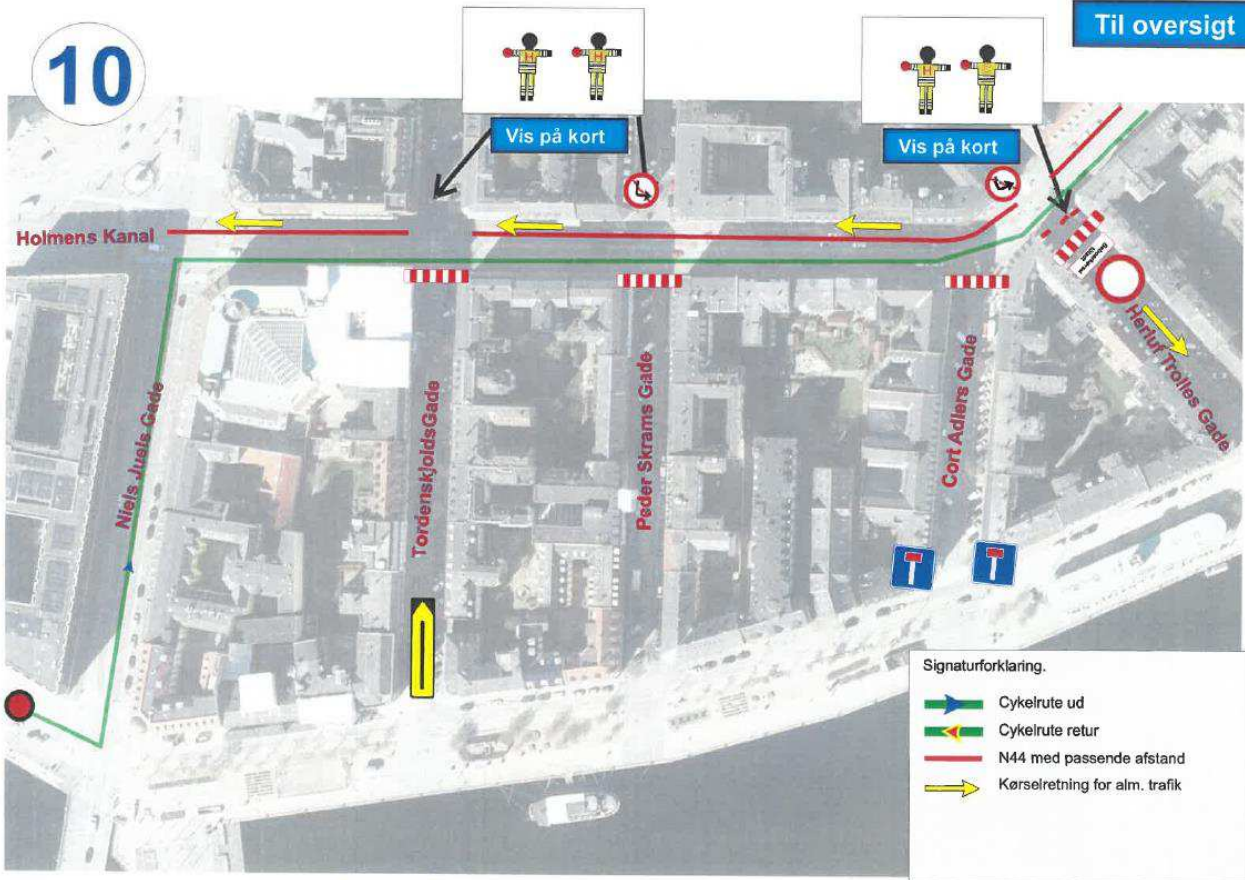 10
Til oversigt
H
H
Vis på kort
Vis på kort
Holmens Kanal
Niels Juels Gade
TordenskjoldsGade
Peder Skrams Gade
Cort Adlers Gade
Herluf Trolles Gade
Signaturforklaring.
Cykelrute ud
Cykelrute retur
N44 med passende afstand
Kørselretning for alm. trafik